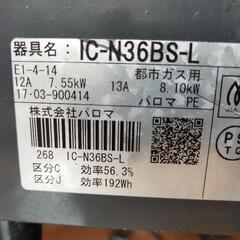 器具名: IC-N36BS-L
E1-4-14 都市ガス用
12A 7.55kW 13A 8.10kW
17・03-900414 パロマ PE
株式会社パロマ
268 IC-N36BS-L
区分C 効率56.3%
区分J 効率192Wh
PS